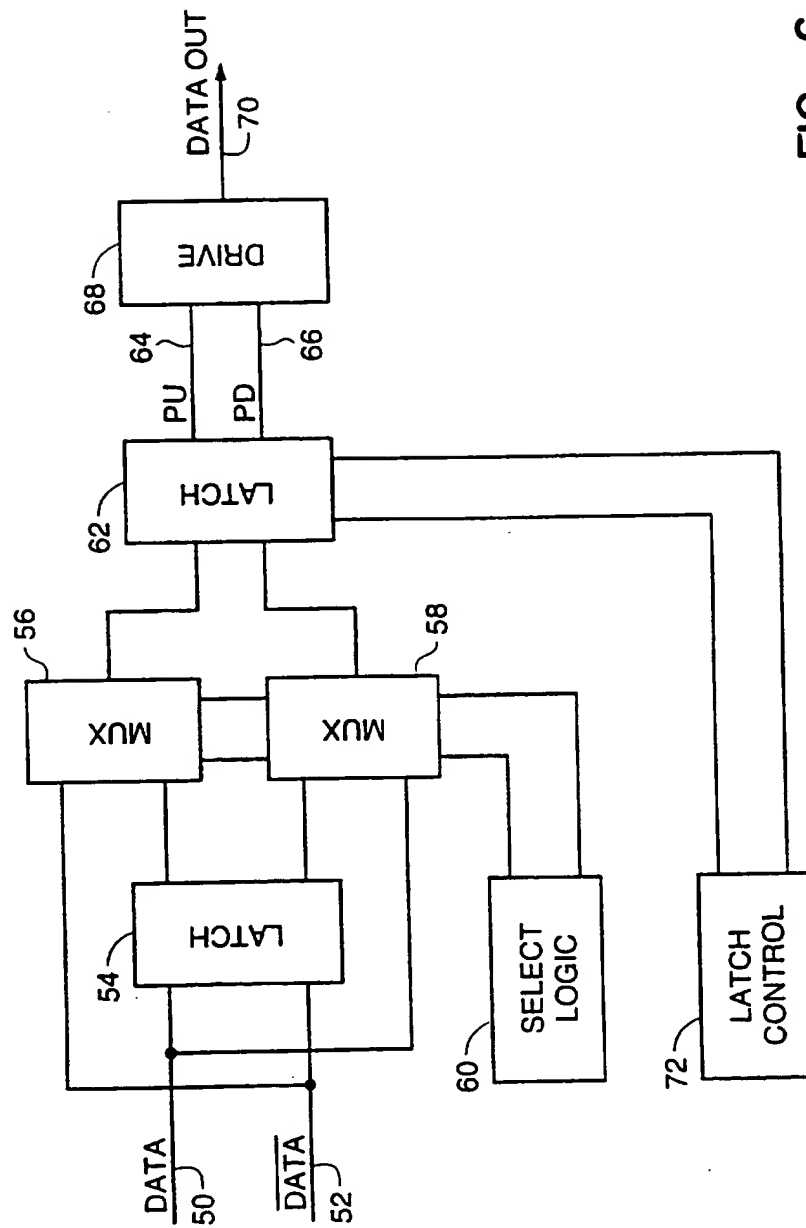 DATA
50
D̅A̅T̅A̅
52
54
LATCH
56
MUX
MUX
58
60
SELECT
LOGIC
62
LATCH
PU
64
PD
66
68
DRIVE
DATA OUT
70
72
LATCH
CONTROL
FIG